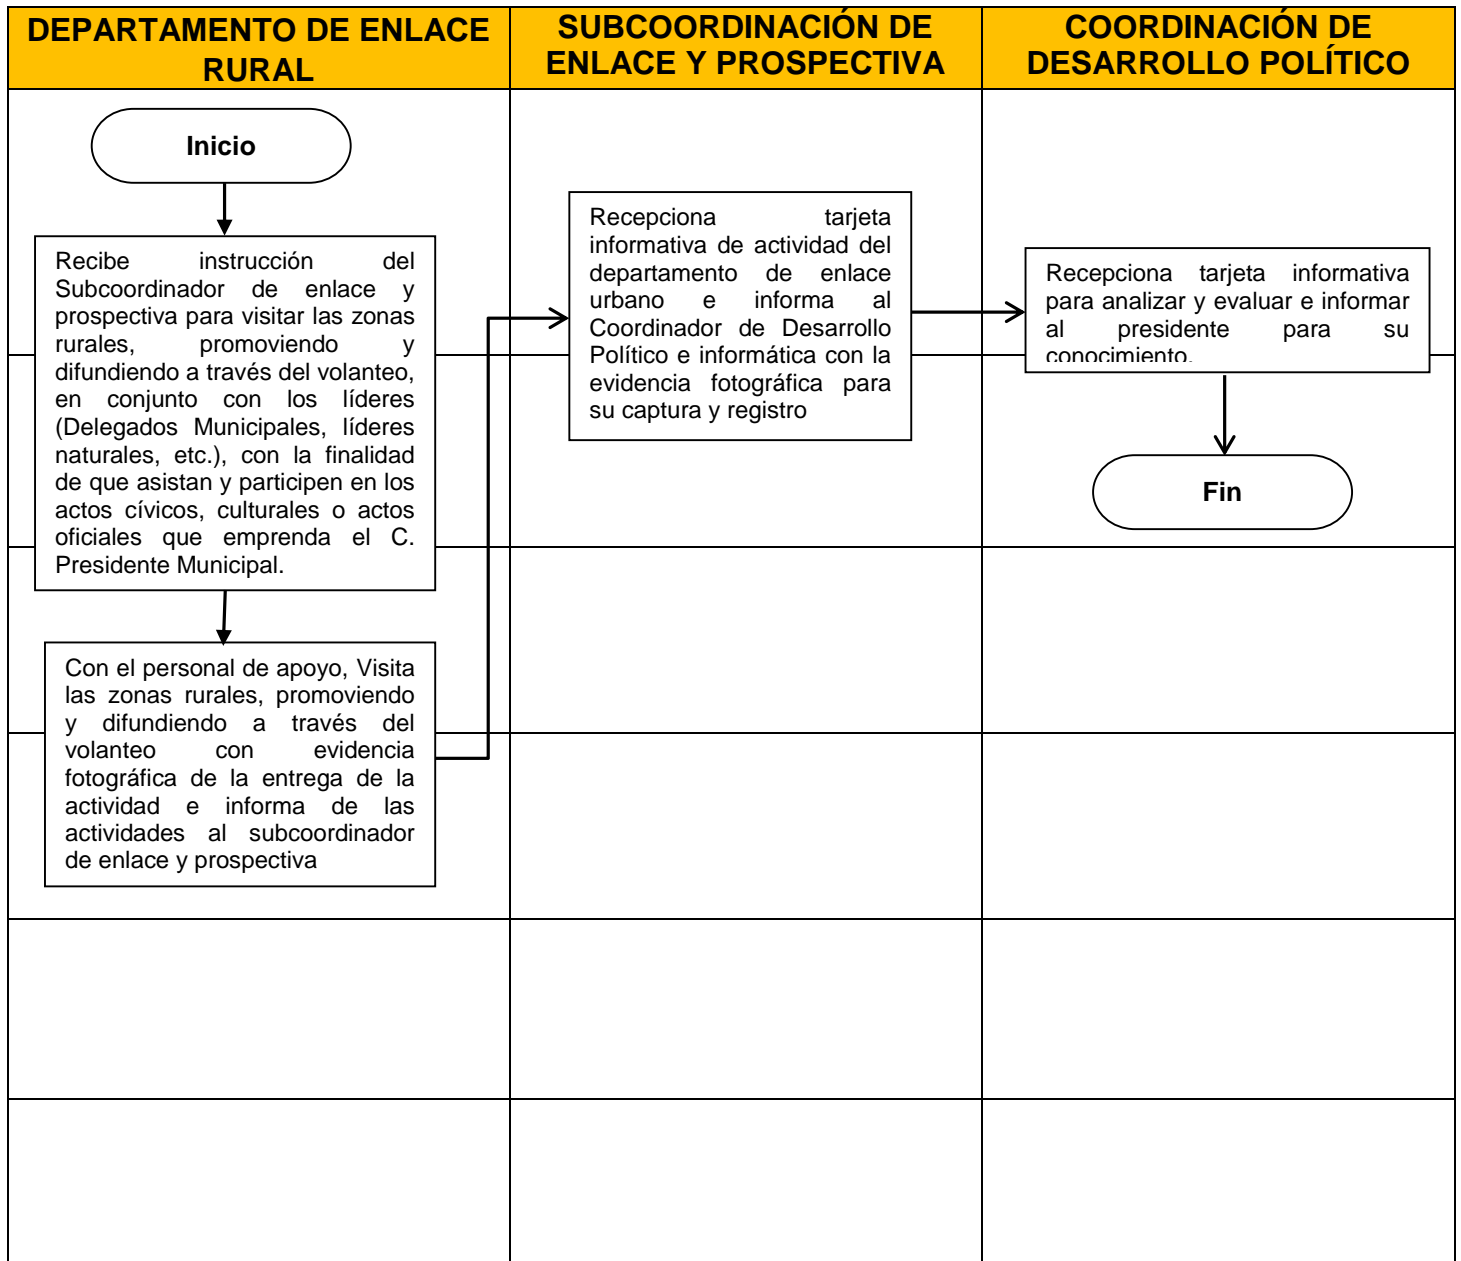 DEPARTAMENTO DE ENLACE
RURAL
SUBCOORDINACIÓN DE
ENLACE Y PROSPECTIVA
COORDINACIÓN DE
DESARROLLO POLÍTICO
Inicio
Recibe instrucción del
Subcoordinador de enlace y
prospectiva para visitar las zonas
rurales, promoviendo y
difundiendo a través del volanteo,
en conjunto con los líderes
(Delegados Municipales, líderes
naturales, etc.), con la finalidad
de que asistan y participen en los
actos cívicos, culturales o actos
oficiales que emprenda el C.
Presidente Municipal.
Con el personal de apoyo, Visita
las zonas rurales, promoviendo
y difundiendo a través del
volanteo con evidencia
fotográfica de la entrega de la
actividad e informa de las
actividades al subcoordinador
de enlace y prospectiva
Recepciona tarjeta
informativa de actividad del
departamento de enlace
urbano e informa al
Coordinador de Desarrollo
Político e informática con la
evidencia fotográfica para
su captura y registro
Recepciona tarjeta informativa
para analizar y evaluar e informar
al presidente para su
conocimiento.
Fin